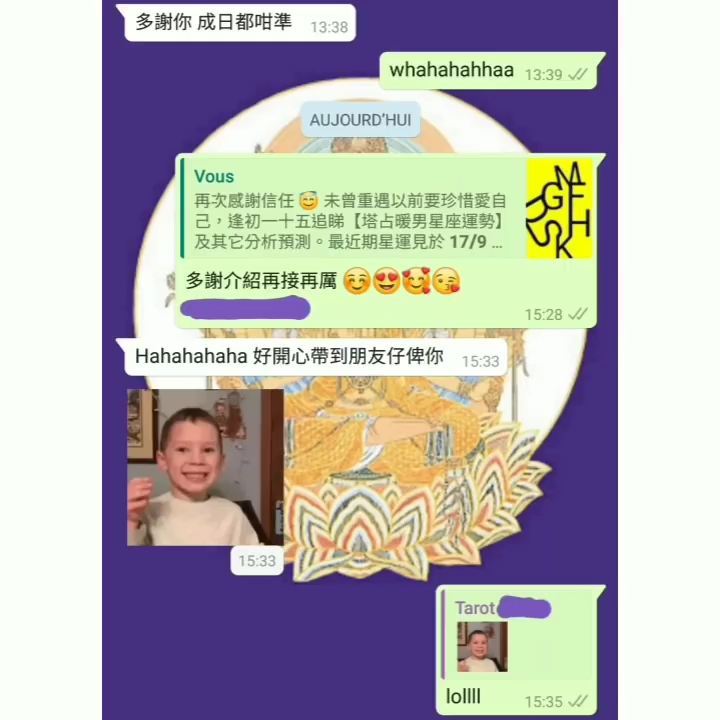 多謝你 成日都咁準
13:38
whahahahhaa
13:39
AUJOURD'HUI
Vous
再次感謝信任 😇 未曾重遇以前要珍惜愛自
己，逢初一十五追睇【塔占暖男星座運勢】
及其它分析預測。最近期星運見於 17/9 ...
多謝介紹再接再厲 ☺️😍🥰😘
15:28
Hahahahaha 好開心帶到朋友仔俾你
15:33
15:33
Tarot
lollll
15:35